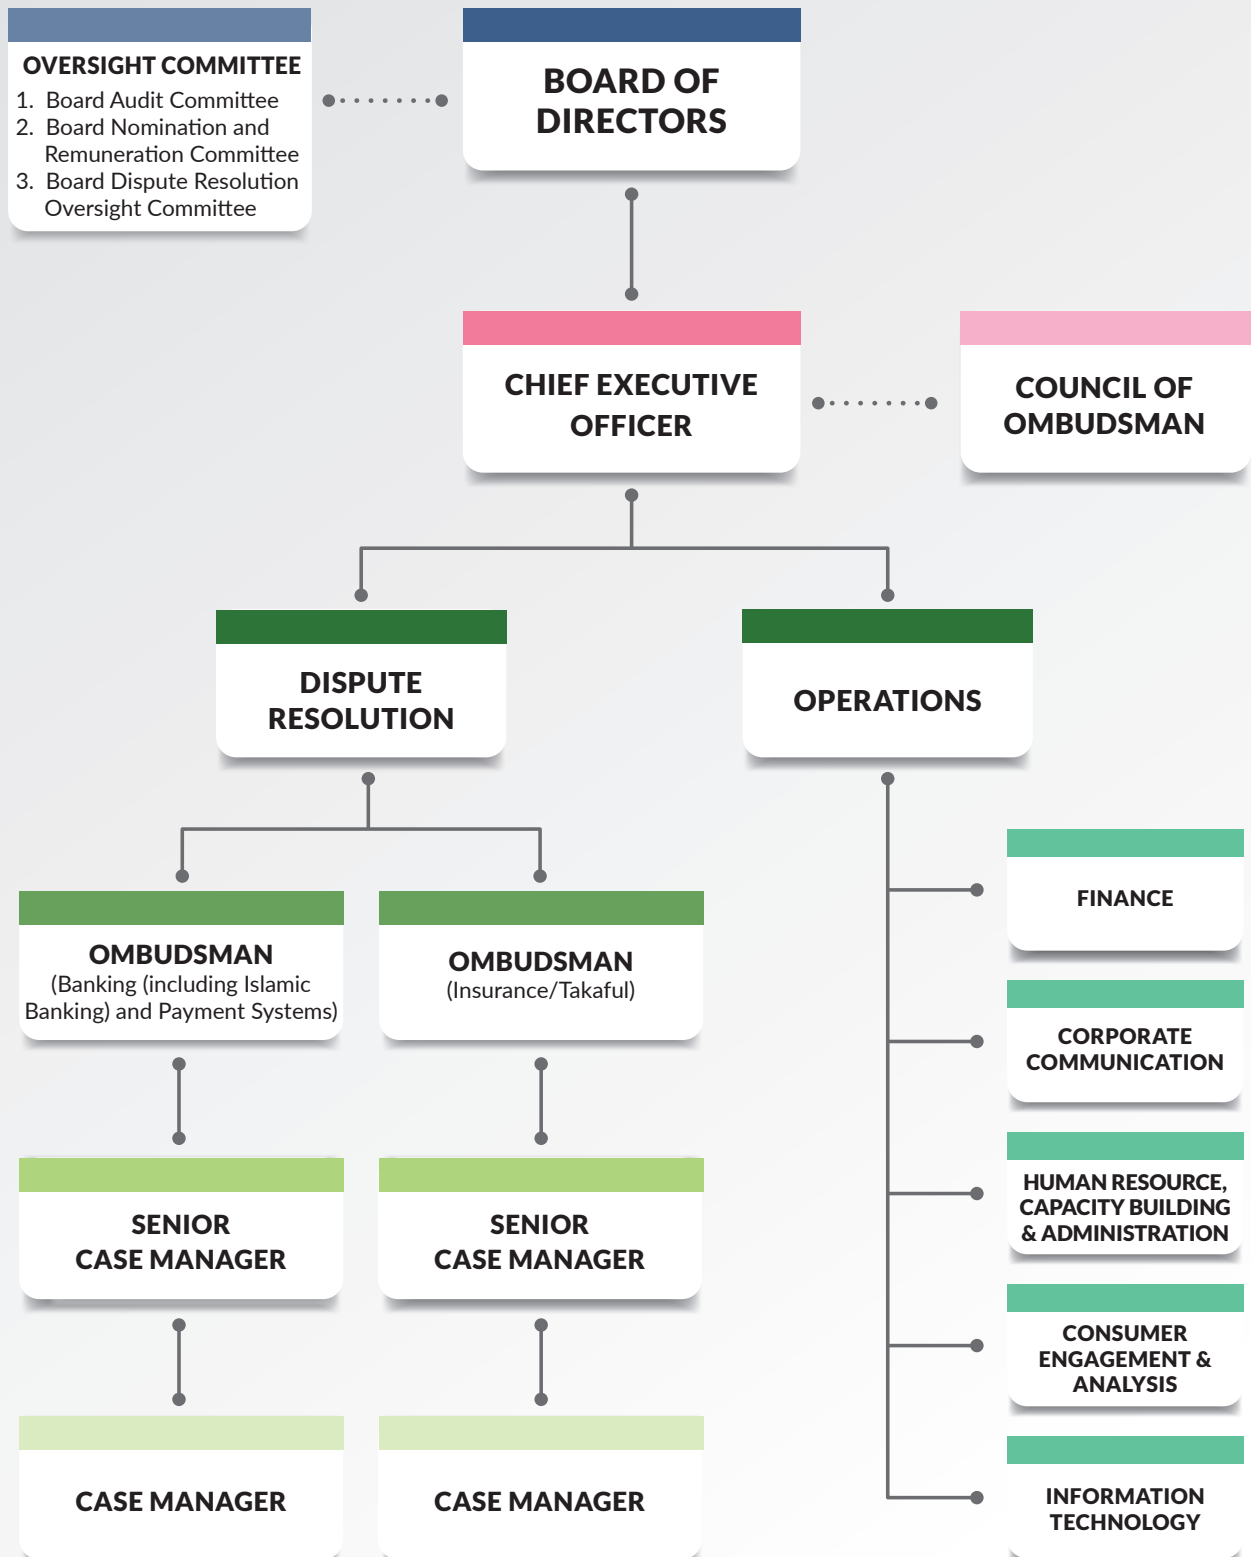 OVERSIGHT COMMITTEE
1. Board Audit Committee
2. Board Nomination and
Remuneration Committee
3. Board Dispute Resolution
Oversight Committee
BOARD OF
DIRECTORS
CHIEF EXECUTIVE
OFFICER
COUNCIL OF
OMBUDSMAN
DISPUTE
RESOLUTION
OPERATIONS
OMBUDSMAN
(Banking (including Islamic
Banking) and Payment Systems)
OMBUDSMAN
(Insurance/Takaful)
SENIOR
CASE MANAGER
SENIOR
CASE MANAGER
CASE MANAGER
CASE MANAGER
FINANCE
CORPORATE
COMMUNICATION
HUMAN RESOURCE,
CAPACITY BUILDING
& ADMINISTRATION
CONSUMER
ENGAGEMENT &
ANALYSIS
INFORMATION
TECHNOLOGY